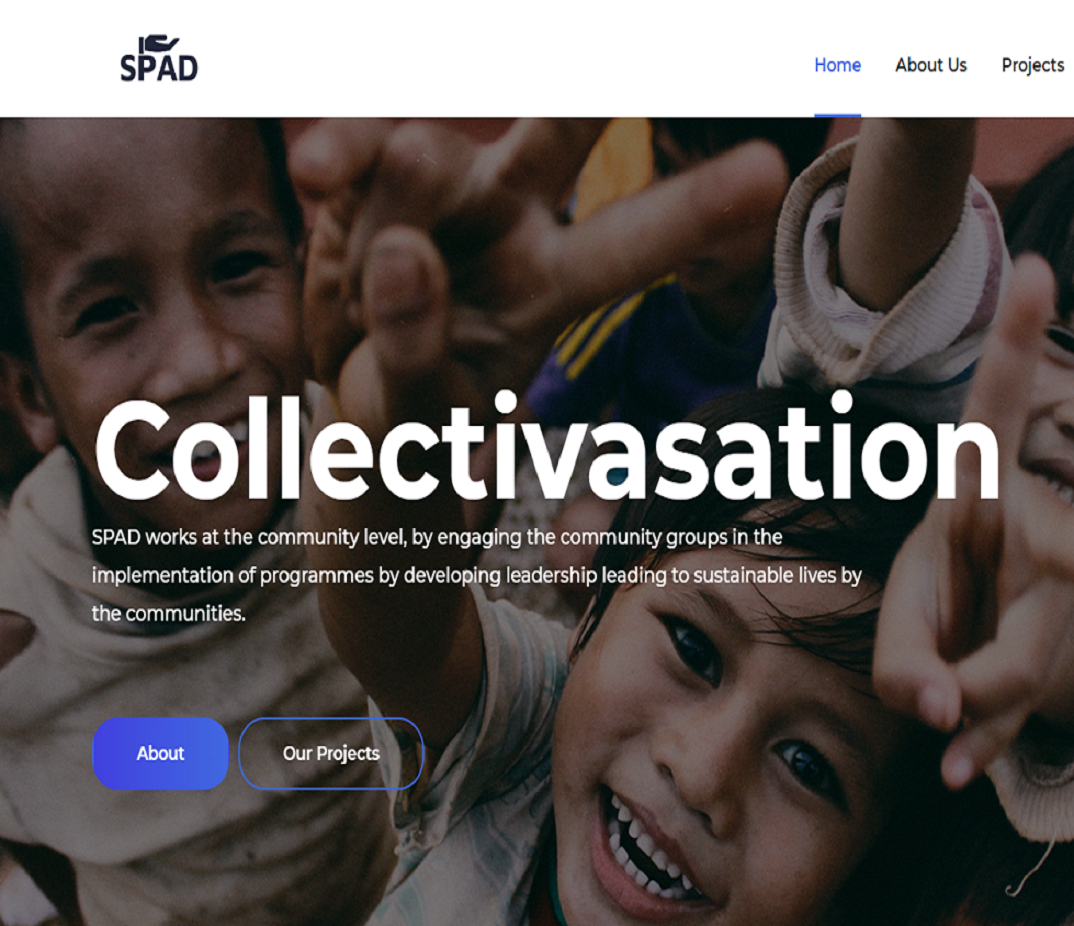 SPAD
Home About Us Projects
Collectivasation
SPAD works at the community level, by engaging the community groups in the
implementation of programmes by developing leadership leading to sustainable lives by
the communities.
About Our Projects